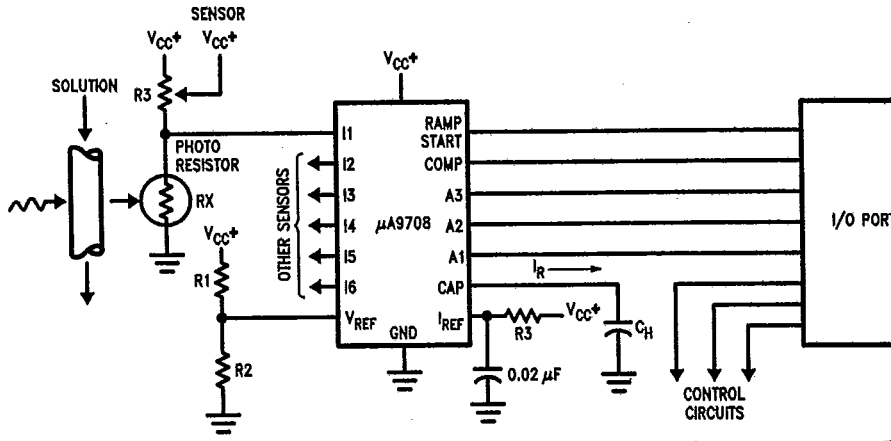 SENSOR
VCC+
VCC+
VCC+
SOLUTION
R3
PHOTO
RESISTOR
RX
VCC+
R1
R2
OTHER SENSORS
I1
I2
I3
I4
I5
I6
VREF
GND
μA9708
RAMP
START
COMP
A3
A2
A1
CAP
IREF
IR
R3
VCC+
CH
0.02 μF
I/O PORT
CONTROL
CIRCUITS